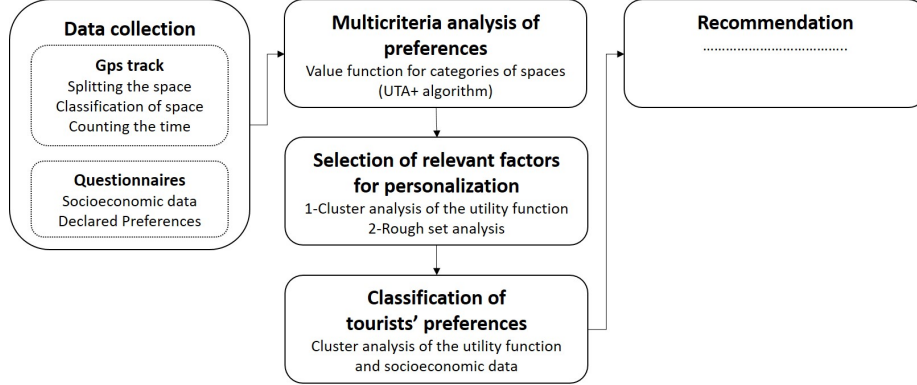 Data collection
Gps track
Splitting the space
Classification of space
Counting the time
Questionnaires
Socioeconomic data
Declared Preferences
Multicriteria analysis of
preferences
Value function for categories of spaces
(UTA+ algorithm)
Selection of relevant factors
for personalization
1-Cluster analysis of the utility function
2-Rough set analysis
Classification of
tourists’ preferences
Cluster analysis of the utility function
and socioeconomic data
Recommendation
....................................